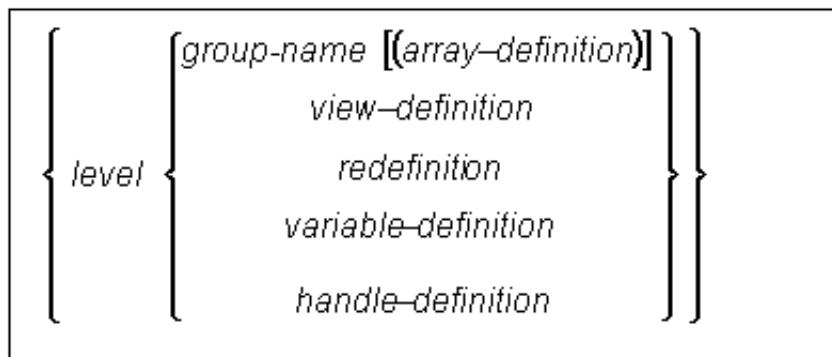 group-name [(array–definition)]
view–definition
level redefinition
variable–definition
handle–definition